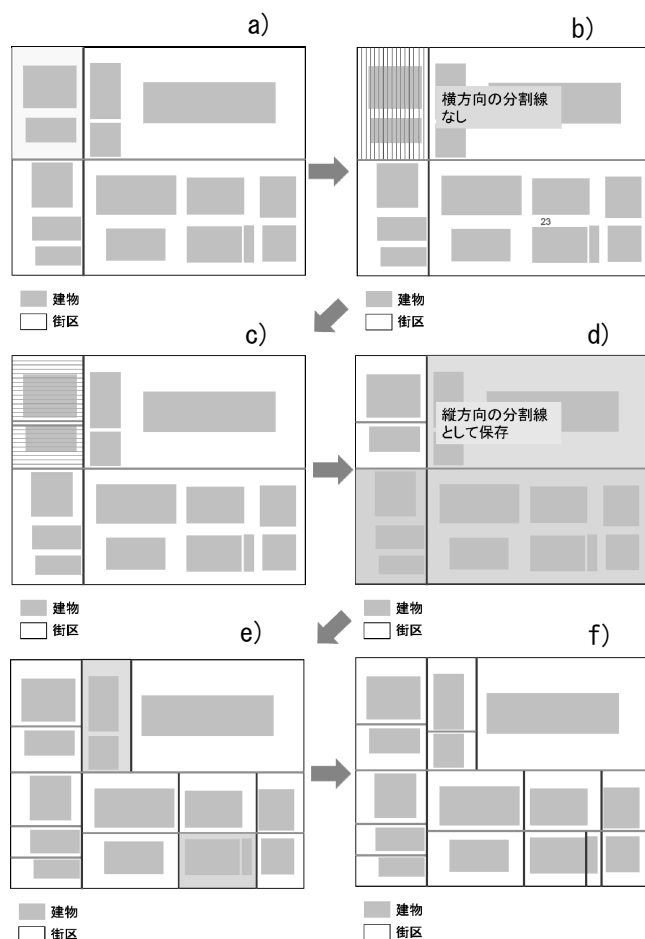 a)
b)
横方向の分割線
なし
23
建物
街区
建物
街区
c)
d)
縦方向の分割線
として保存
建物
街区
建物
街区
e)
f)
建物
街区
建物
街区